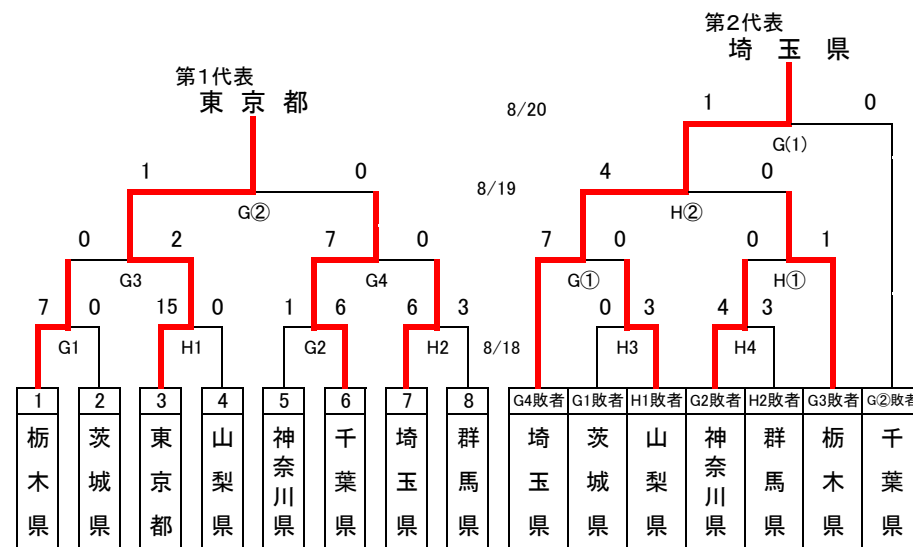 第2代表
埼玉県
第1代表
東京都
8/20
1 0
G(1)
1 0
8/19
4 0
G②
H②
0 2 7 0
7 0 0 1
G3 G4
G① H①
7 0 15 0 1 6 6 3
0 3 4 3
G1 H1 G2 H2
8/18
H3 H4
1 2 3 4 5 6 7 8
G4敗者 G1敗者 H1敗者 G2敗者 H2敗者 G3敗者 G②敗者
栃木県
茨城県
東京都
山梨県
神奈川県
千葉県
埼玉県
群馬県
埼玉県
茨城県
山梨県
神奈川県
群馬県
栃木県
千葉県